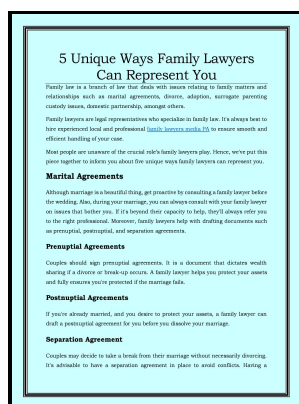 5 Unique Ways Family Lawyers
Can Represent You
Family law is a branch of law that deals with issues relating to family matters and
relationships such as marital agreements, divorce, adoption, surrogate parenting
custody issues, domestic partnership, amongst others.
Family lawyers are legal representatives who specialize in family law. It's always best to
hire experienced local and professional family lawyers media PA to ensure smooth and
efficient handling of your case.
Most people are unaware of the crucial role's family lawyers play. Hence, we've put this
piece together to inform you about five unique ways family lawyers can represent you.
Marital Agreements
Although marriage is a beautiful thing, get proactive by consulting a family lawyer before
the wedding. Also, during your marriage, you can always consult with your family lawyer
on issues that bother you. If it's beyond their capacity to help, they'll always refer you
to the right professional. Moreover, family lawyers help with drafting documents such
as prenuptial, postnuptial, and separation agreements.
Prenuptial Agreements
Couples should sign prenuptial agreements. It is a document that dictates wealth
sharing if a divorce or break-up occurs. A family lawyer helps you protect your assets
and fully ensures you're protected if the marriage fails.
Postnuptial Agreements
If you're already married, and you desire to protect your assets, a family lawyer can
draft a postnuptial agreement for you before you dissolve your marriage.
Separation Agreement
Couples may decide to take a break from their marriage without necessarily divorcing.
It's advisable to have a separation agreement in place to avoid conflicts. Having a